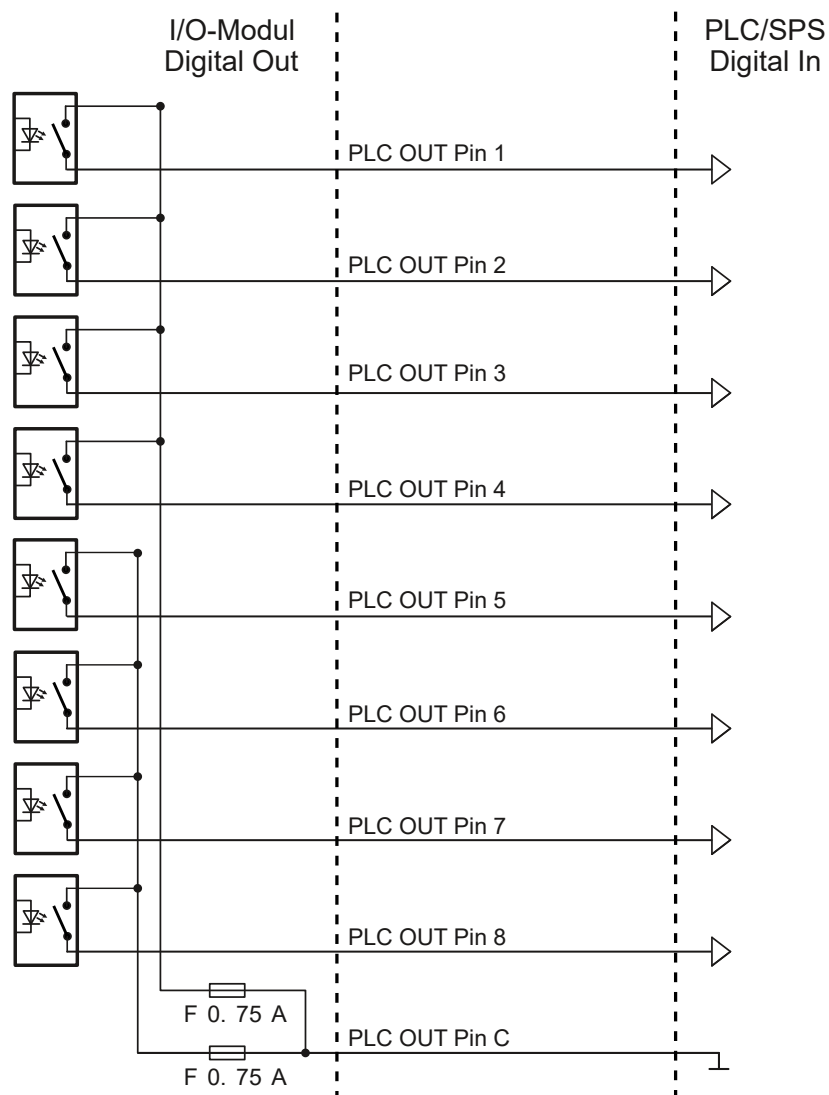 I/O-Modul
Digital Out
PLC/SPS
Digital In
PLC OUT Pin 1
PLC OUT Pin 2
PLC OUT Pin 3
PLC OUT Pin 4
PLC OUT Pin 5
PLC OUT Pin 6
PLC OUT Pin 7
PLC OUT Pin 8
F 0. 75 A
PLC OUT Pin C
F 0. 75 A